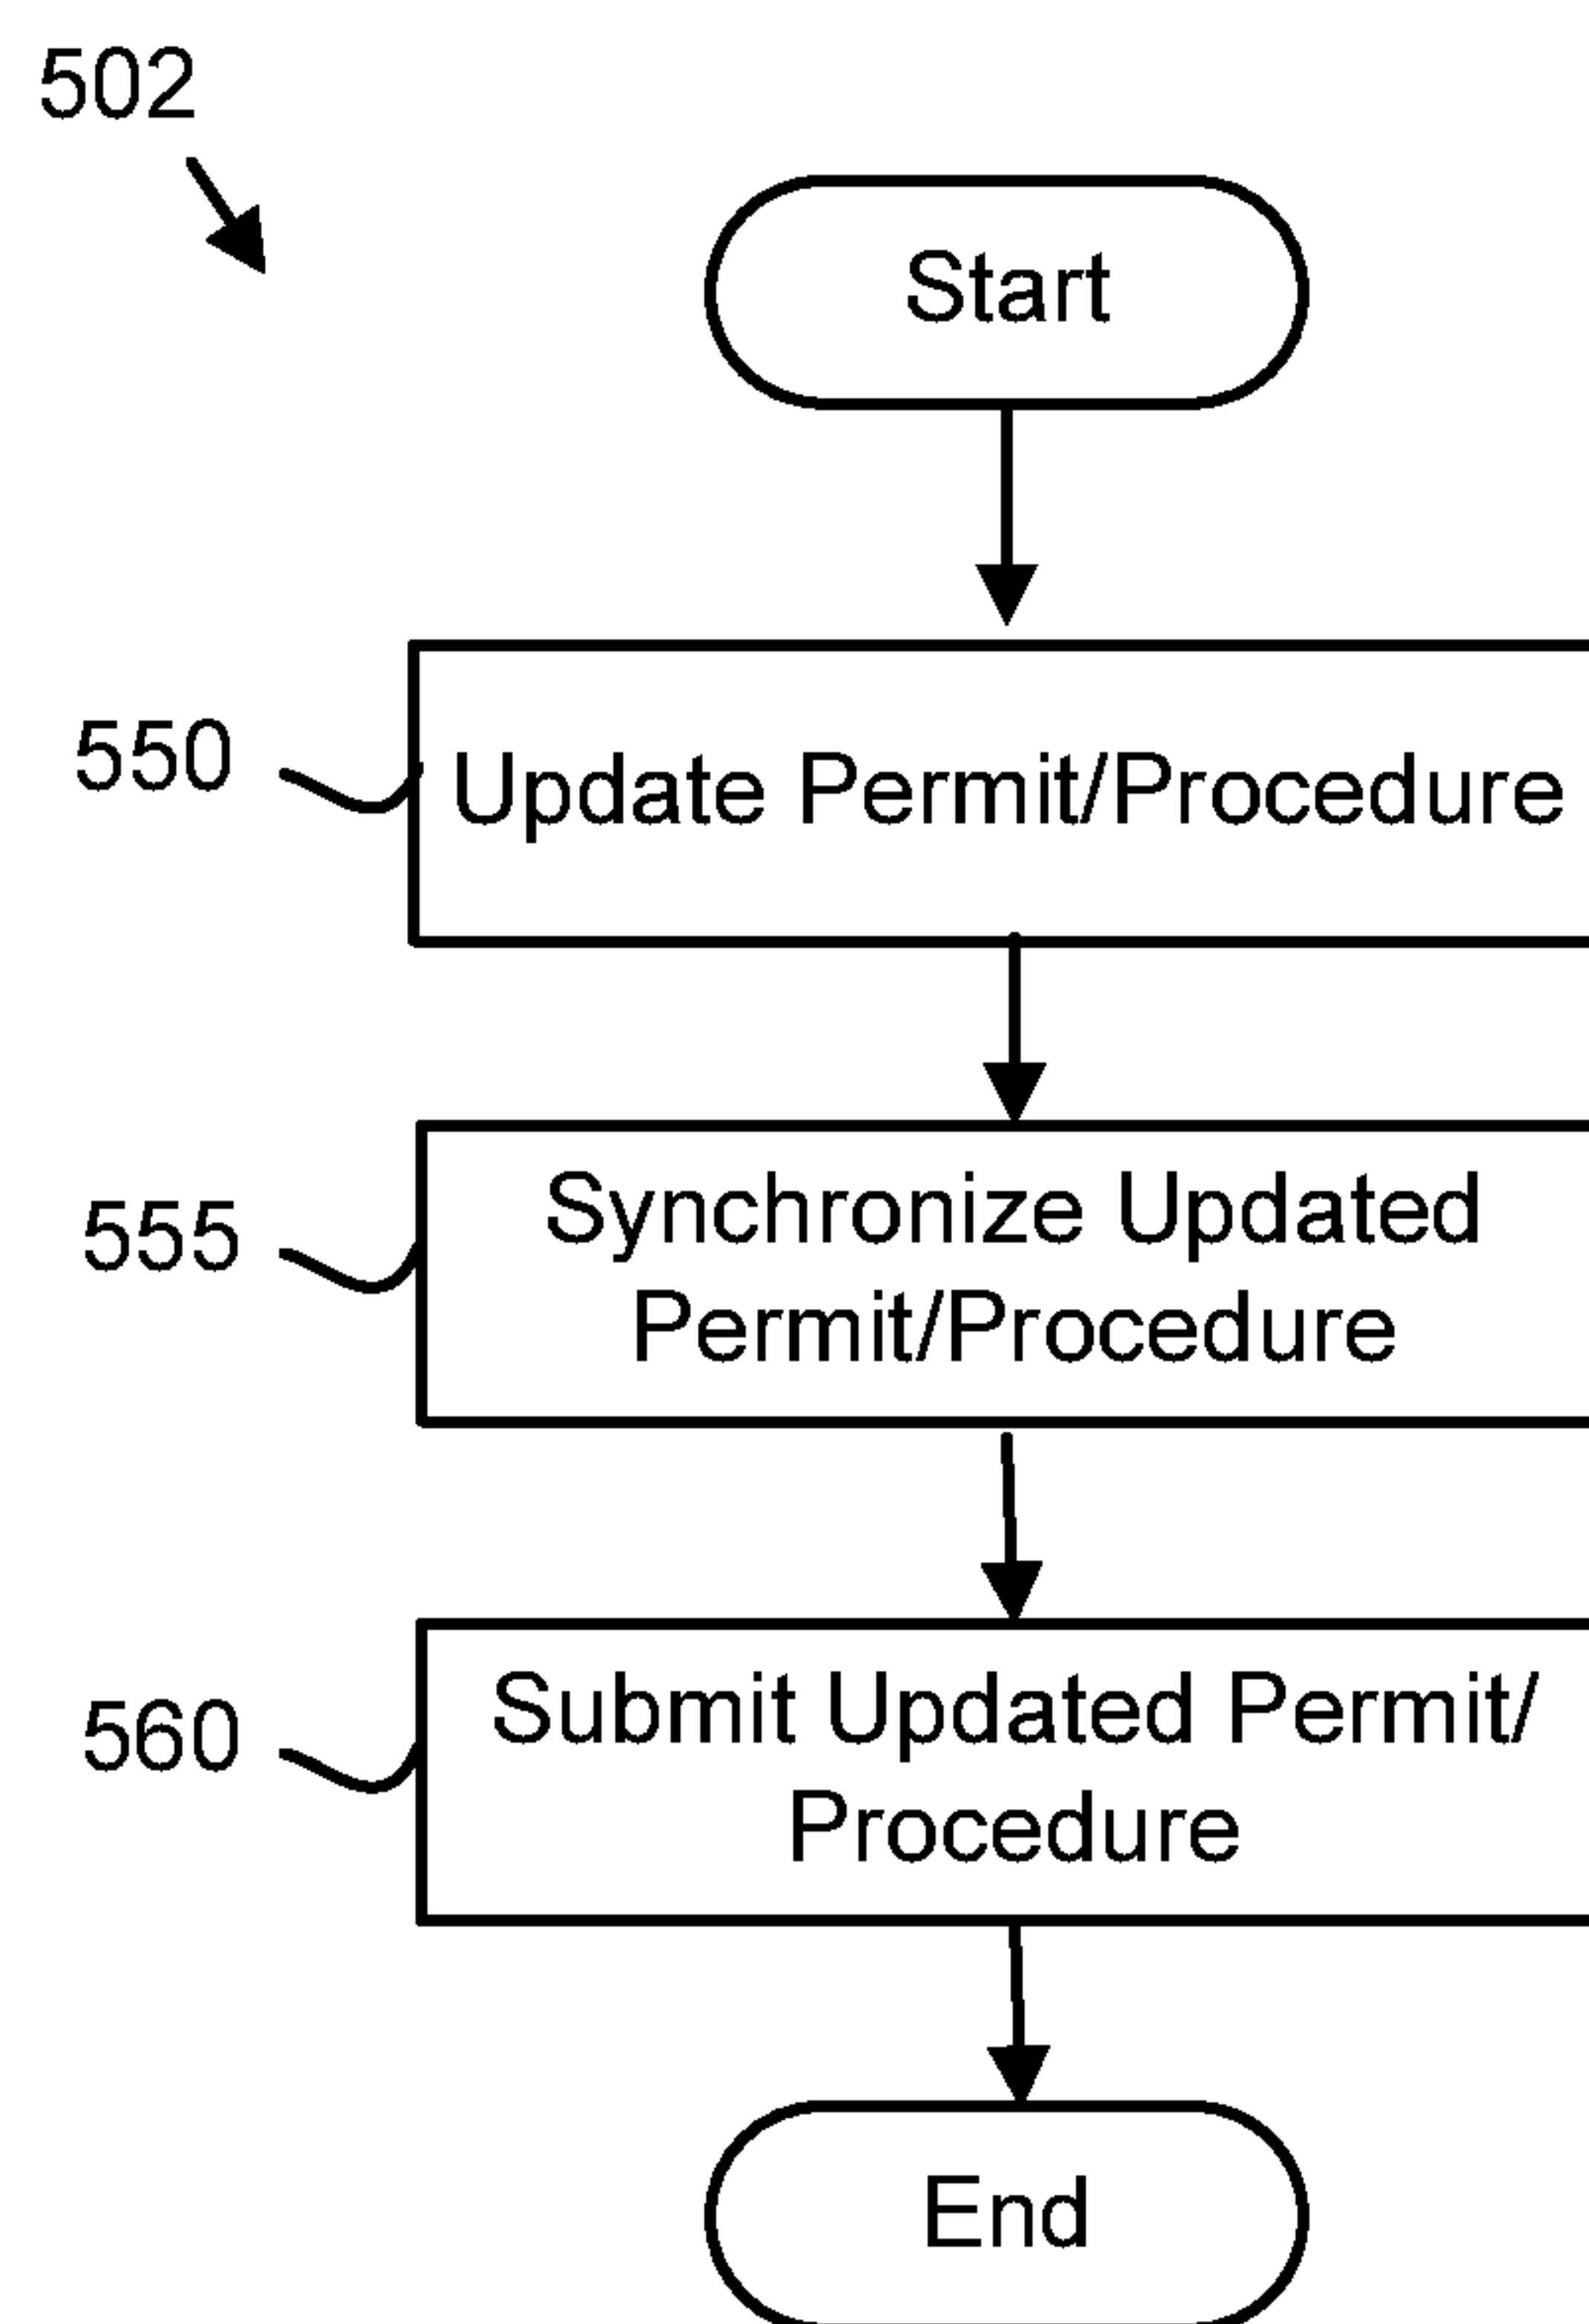 502
Start
550
Update Permit/Procedure
555
Synchronize Updated
Permit/Procedure
560
Submit Updated Permit/
Procedure
End